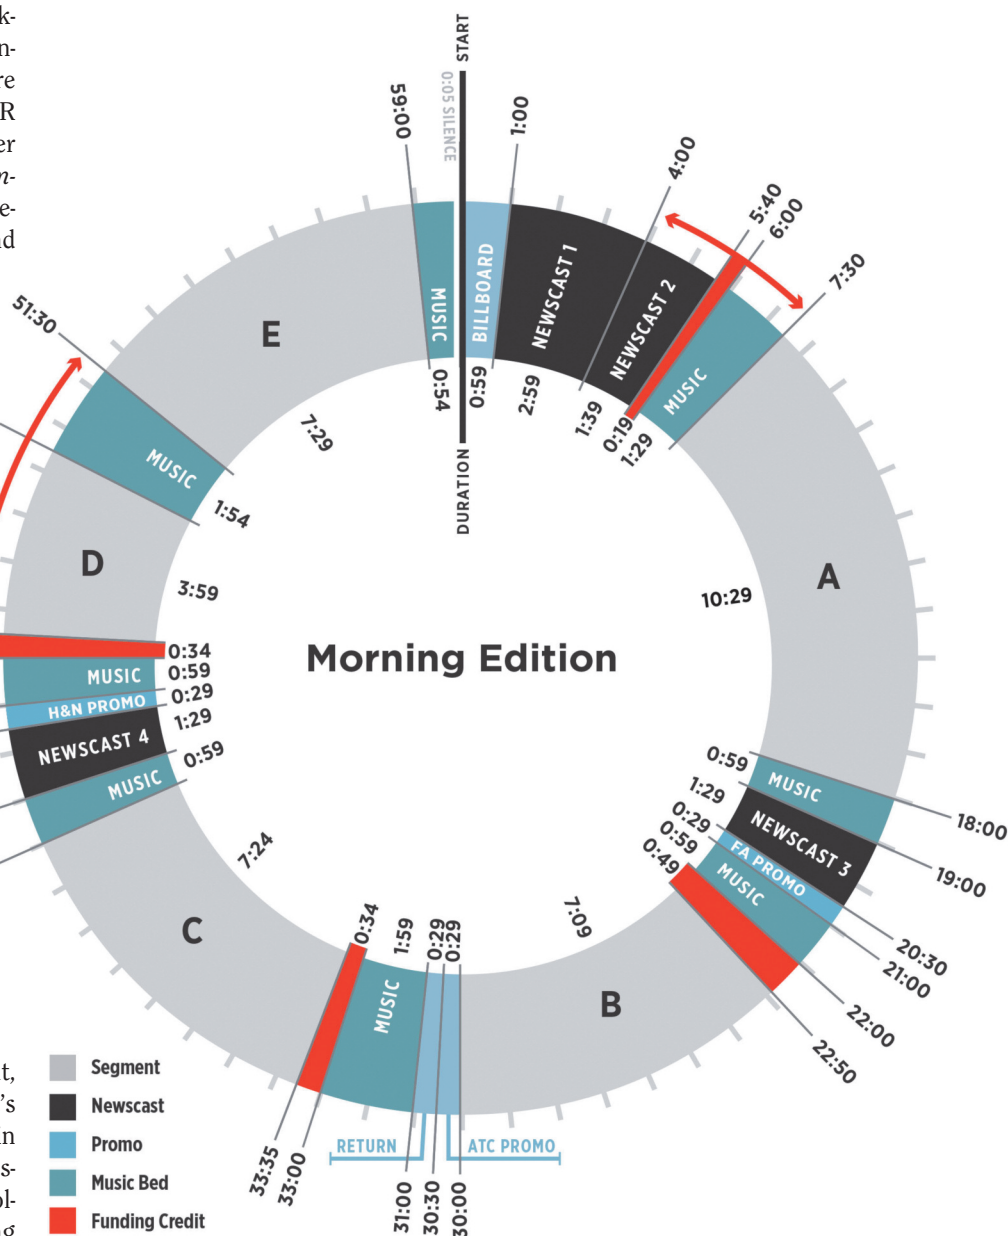 k-
n-
re
R
er
m-
e-
nd
START
0:05 SILENCE
59:00
1:00
4:00
5:40
6:00
7:30
51:30
E
MUSIC
BILLBOARD
NEWSCAST 1
NEWSCAST 2
MUSIC
0:54
0:59
2:59
1:39
0:19
1:29
7:29
DURATION
MUSIC
1:54
A
D
3:59
10:29
Morning Edition
0:34
MUSIC
0:59
H&N PROMO
0:29
NEWSCAST 4
1:29
MUSIC
0:59
0:59
MUSIC
18:00
1:29
NEWSCAST 3
19:00
0:29
FA PROMO
20:30
0:59
MUSIC
21:00
0:49
22:00
22:50
7:24
7:09
C
B
0:34
1:59
0:29
0:29
MUSIC
RETURN
ATC PROMO
33:35
33:00
31:00
30:30
30:00
t,
's
in
s-
ol-
ng
Segment
Newscast
Promo
Music Bed
Funding Credit